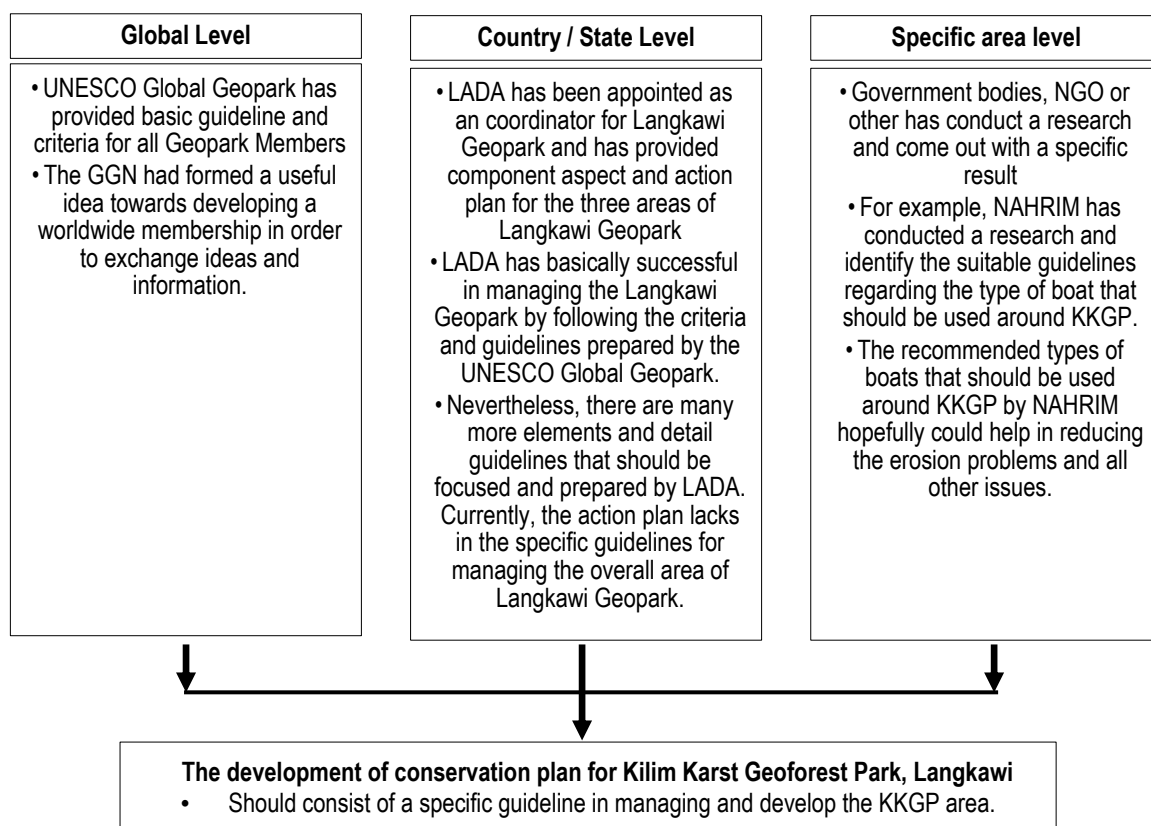 Global Level
• UNESCO Global Geopark has
provided basic guideline and
criteria for all Geopark Members
• The GGN had formed a useful
idea towards developing a
worldwide membership in order
to exchange ideas and
information.
Country / State Level
• LADA has been appointed as
an coordinator for Langkawi
Geopark and has provided
component aspect and action
plan for the three areas of
Langkawi Geopark
• LADA has basically successful
in managing the Langkawi
Geopark by following the criteria
and guidelines prepared by the
UNESCO Global Geopark.
• Nevertheless, there are many
more elements and detail
guidelines that should be
focused and prepared by LADA.
Currently, the action plan lacks
in the specific guidelines for
managing the overall area of
Langkawi Geopark.
Specific area level
• Government bodies, NGO or
other has conduct a research
and come out with a specific
result
• For example, NAHRIM has
conducted a research and
identify the suitable guidelines
regarding the type of boat that
should be used around KKGP.
• The recommended types of
boats that should be used
around KKGP by NAHRIM
hopefully could help in reducing
the erosion problems and all
other issues.
The development of conservation plan for Kilim Karst Geoforest Park, Langkawi
• Should consist of a specific guideline in managing and develop the KKGP area.